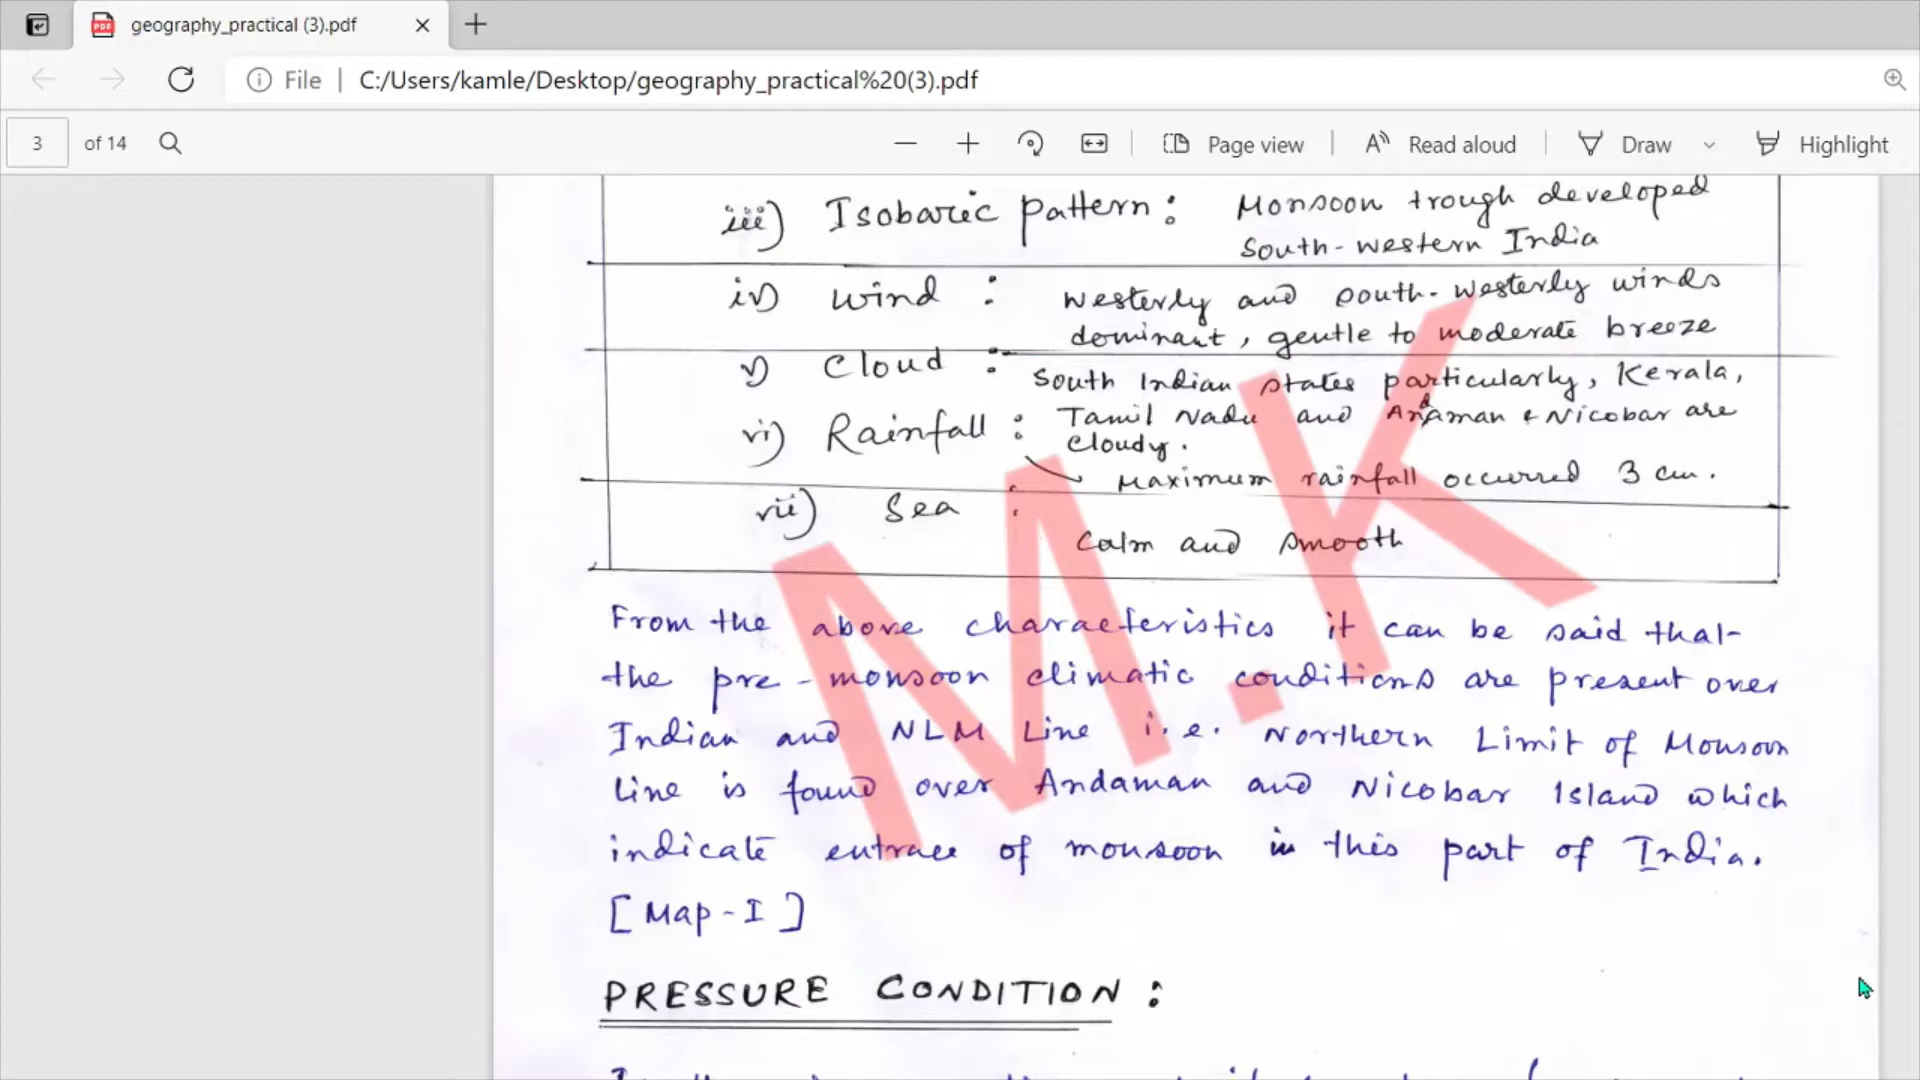 geography_practical (3).pdf
File | C:/Users/kamle/Desktop/geography_practical%20(3).pdf
3 of 14 Page view Read aloud Draw Highlight
iii) Isobaric pattern : Monsoon trough developed
South-western India
iv) Wind : Westerly and south-westerly winds
dominant, gentle to moderate breeze
v) Cloud : South Indian states particularly, Kerala,
Tamil Nadu and Andaman & Nicobar are
cloudy.
vi) Rainfall : Maximum rainfall occurred 3 cm.
vii) Sea : Calm and smooth
From the above characteristics it can be said that
the pre-monsoon climatic conditions are present over
Indian and NLM Line i.e. Northern Limit of Monsoon
Line is found over Andaman and Nicobar Island which
indicate entrace of monsoon in this part of India.
[Map-I]
PRESSURE CONDITION :
M.K